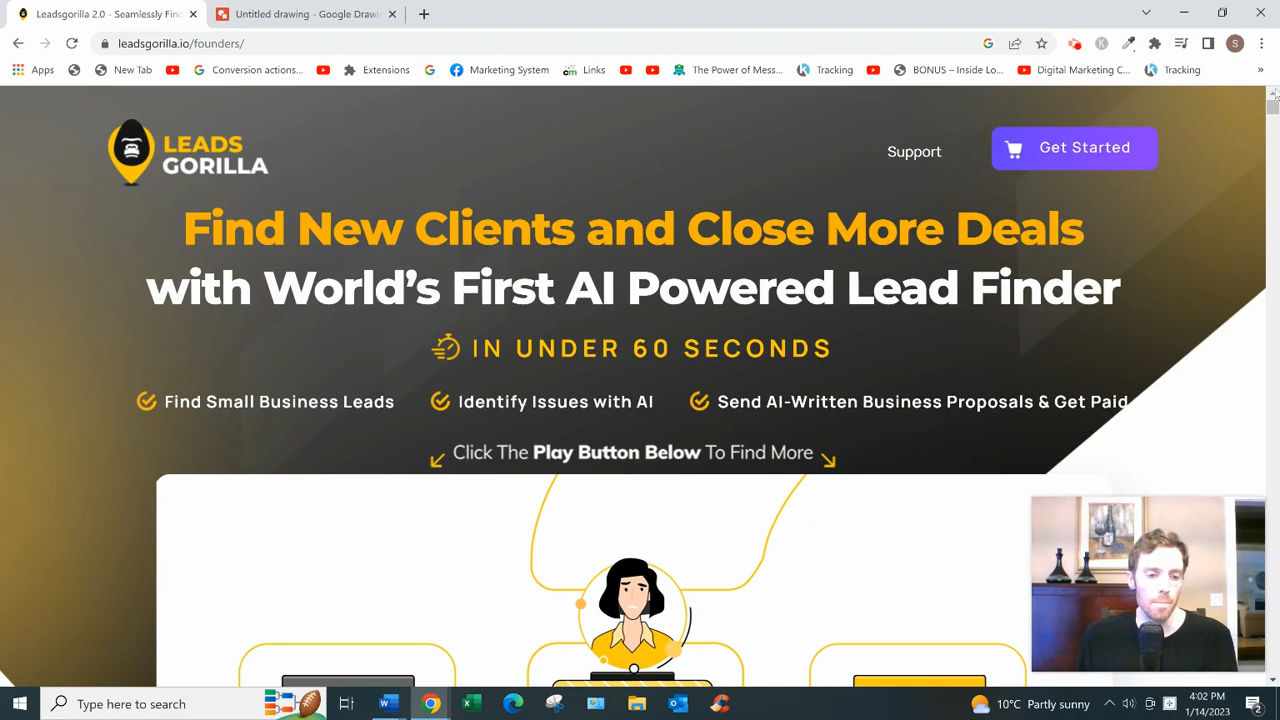 Leadsgorilla 2.0 - Seamlessly Fin
Untitled drawing - Google Drawi
leadsgorilla.io/founders/
S
Apps
New Tab
Conversion actions...
Extensions
Marketing System
Links
The Power of Mess...
Tracking
BONUS – Inside Lo...
Digital Marketing C...
Tracking
»
LEADS
GORILLA
Support
Get Started
Find New Clients and Close More Deals
with World's First AI Powered Lead Finder
IN UNDER 60 SECONDS
Find Small Business Leads
Identify Issues with AI
Send AI-Written Business Proposals & Get Paid
Click The Play Button Below To Find More
Type here to search
10°C Partly sunny
4:02 PM
1/14/2023
2